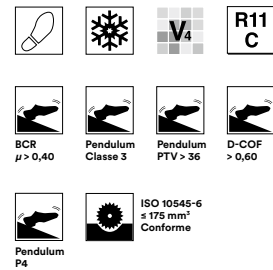 V4
R11
C
BCR
μ > 0,40
Pendulum
Classe 3
Pendulum
PTV > 36
D-COF
> 0,60
Pendulum
P4
ISO 10545-6
≤ 175 mm³
Conforme